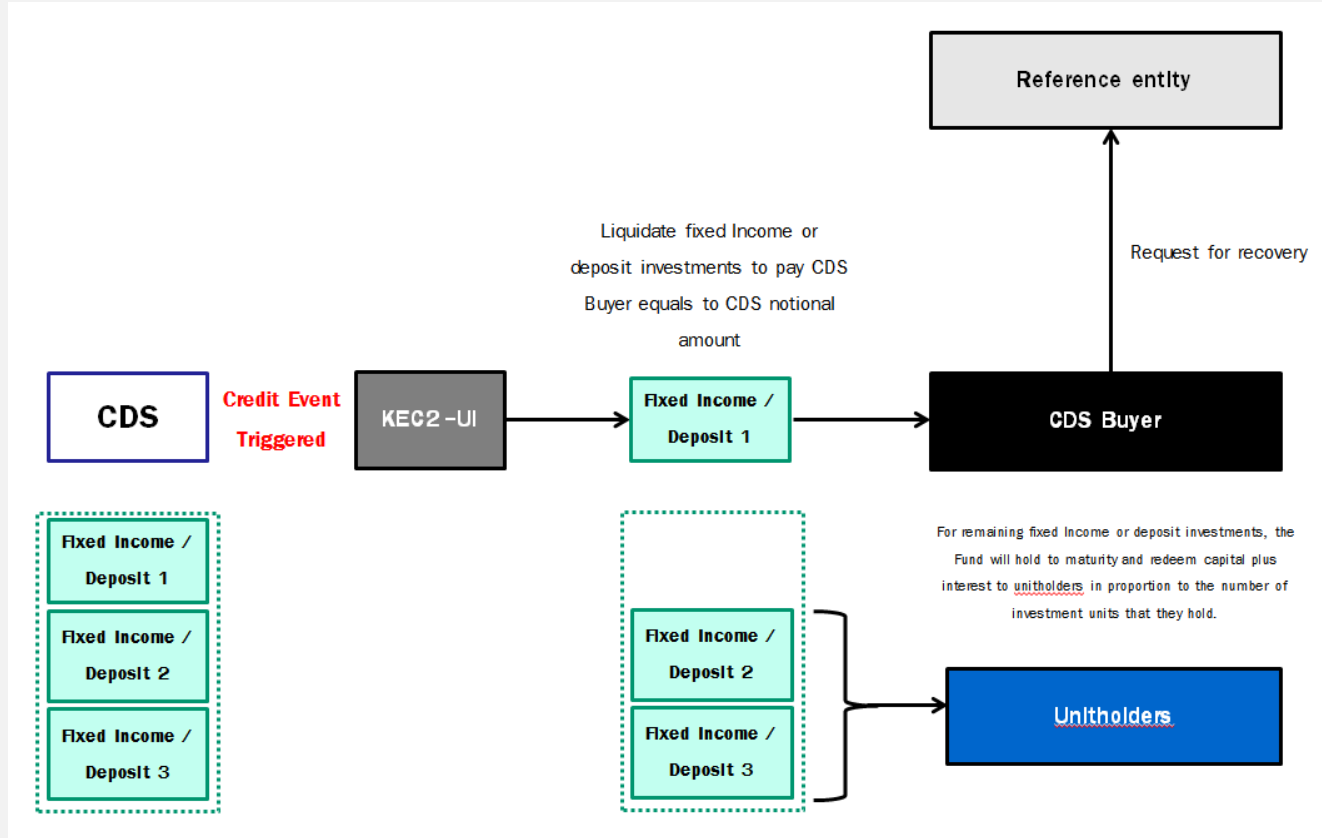 Reference entity
Liquidate fixed Income or
deposit investments to pay CDS
Buyer equals to CDS notional
amount
Request for recovery
CDS
Credit Event
Triggered
KEC2-UI
Fixed Income /
Deposit 1
CDS Buyer
Fixed Income /
Deposit 1
Fixed Income /
Deposit 2
Fixed Income /
Deposit 3
Fixed Income /
Deposit 2
Fixed Income /
Deposit 3
For remaining fixed Income or deposit investments, the
Fund will hold to maturity and redeem capital plus
interest to unitholders in proportion to the number of
investment units that they hold.
Unitholders